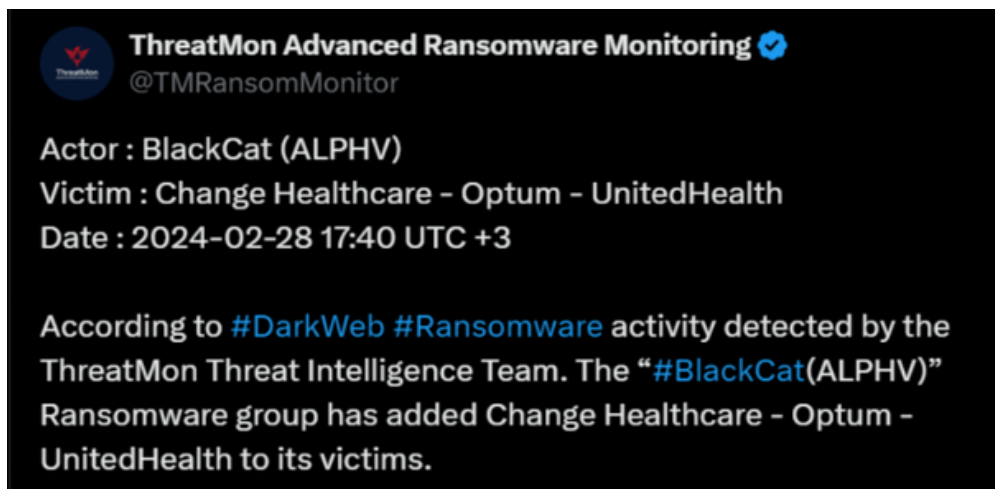 ThreatMon Advanced Ransomware Monitoring
@TMRansomMonitor
ThreatMon
Actor : BlackCat (ALPHV)
Victim : Change Healthcare - Optum - UnitedHealth
Date : 2024-02-28 17:40 UTC +3
According to #DarkWeb #Ransomware activity detected by the
ThreatMon Threat Intelligence Team. The “#BlackCat(ALPHV)”
Ransomware group has added Change Healthcare - Optum -
UnitedHealth to its victims.